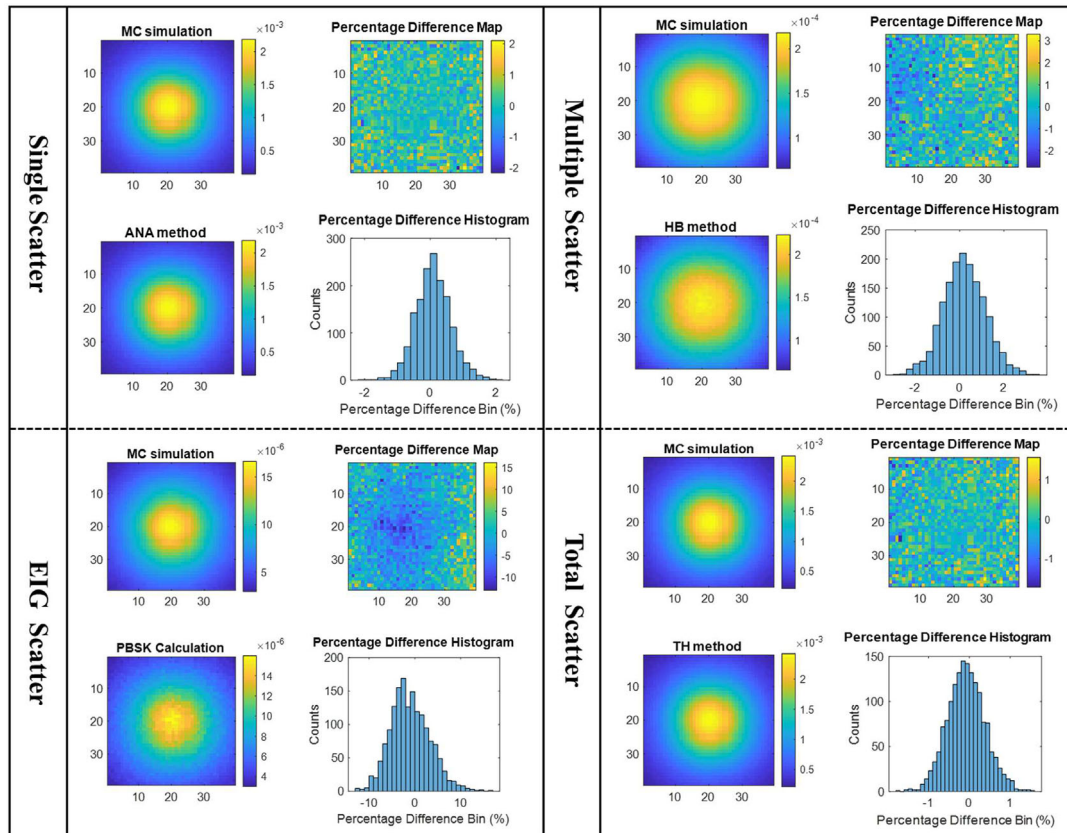 Single Scatter
MC simulation
×10⁻³
10
20
30
10 20 30
2
1.5
1
0.5
Percentage Difference Map
10
20
30
10 20 30
2
1
0
-1
-2
ANA method
×10⁻³
10
20
30
10 20 30
2
1.5
1
0.5
Percentage Difference Histogram
Counts
300
200
100
0
-2 0 2
Percentage Difference Bin (%)
Multiple Scatter
MC simulation
×10⁻⁴
10
20
30
10 20 30
2
1.5
1
Percentage Difference Map
10
20
30
10 20 30
3
2
1
0
-1
-2
HB method
×10⁻⁴
10
20
30
10 20 30
2
1.5
1
Percentage Difference Histogram
Counts
250
200
150
100
50
0
-2 0 2
Percentage Difference Bin (%)
EIG Scatter
MC simulation
×10⁻⁶
10
20
30
10 20 30
15
10
5
Percentage Difference Map
10
20
30
10 20 30
15
10
5
0
-5
-10
PBSK Calculation
×10⁻⁶
10
20
30
10 20 30
14
12
10
8
6
4
Percentage Difference Histogram
Counts
200
150
100
50
0
-10 0 10
Percentage Difference Bin (%)
Total Scatter
MC simulation
×10⁻³
10
20
30
10 20 30
2
1.5
1
0.5
Percentage Difference Map
10
20
30
10 20 30
1
0
-1
TH method
×10⁻³
10
20
30
10 20 30
2
1.5
1
0.5
Percentage Difference Histogram
Counts
150
100
50
0
-1 0 1
Percentage Difference Bin (%)